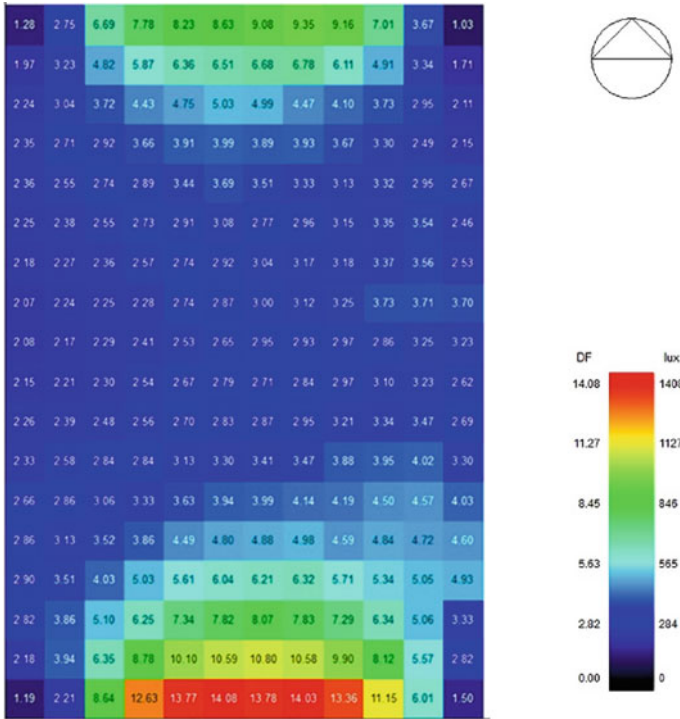 1.28 2.75 6.69 7.78 8.23 8.63 9.08 9.35 9.16 7.01 3.67 1.03
1.97 3.23 4.82 5.87 6.36 6.51 6.68 6.78 6.11 4.91 3.34 1.71
2.24 3.04 3.72 4.43 4.75 5.03 4.99 4.47 4.10 3.73 2.95 2.11
2.35 2.71 2.92 3.66 3.91 3.99 3.89 3.93 3.67 3.30 2.49 2.15
2.36 2.55 2.74 2.89 3.44 3.69 3.51 3.33 3.13 3.32 2.95 2.67
2.25 2.38 2.55 2.73 2.91 3.08 2.77 2.96 3.15 3.35 3.54 2.46
2.18 2.27 2.36 2.57 2.74 2.92 3.04 3.17 3.18 3.37 3.56 2.53
2.07 2.24 2.25 2.28 2.74 2.87 3.00 3.12 3.25 3.73 3.71 3.70
2.08 2.17 2.29 2.41 2.53 2.65 2.95 2.93 2.97 2.86 3.25 3.23
2.15 2.21 2.30 2.54 2.67 2.79 2.71 2.84 2.97 3.10 3.23 2.62
2.26 2.39 2.48 2.56 2.70 2.83 2.87 2.95 3.21 3.34 3.47 2.69
2.33 2.58 2.84 2.84 3.13 3.30 3.41 3.47 3.88 3.95 4.02 3.30
2.66 2.86 3.06 3.33 3.63 3.94 3.99 4.14 4.19 4.50 4.57 4.03
2.86 3.13 3.52 3.86 4.49 4.80 4.88 4.98 4.59 4.84 4.72 4.60
2.90 3.51 4.03 5.03 5.61 6.04 6.21 6.32 5.71 5.34 5.05 4.93
2.82 3.86 5.10 6.25 7.34 7.82 8.07 7.83 7.29 6.34 5.06 3.33
2.18 3.94 6.35 8.78 10.10 10.59 10.80 10.58 9.90 8.12 5.57 2.82
1.19 2.21 8.64 12.63 13.77 14.08 13.78 14.03 13.36 11.15 6.01 1.50
DF lux
14.08 1408
11.27 1127
8.45 846
5.63 565
2.82 284
0.00 0